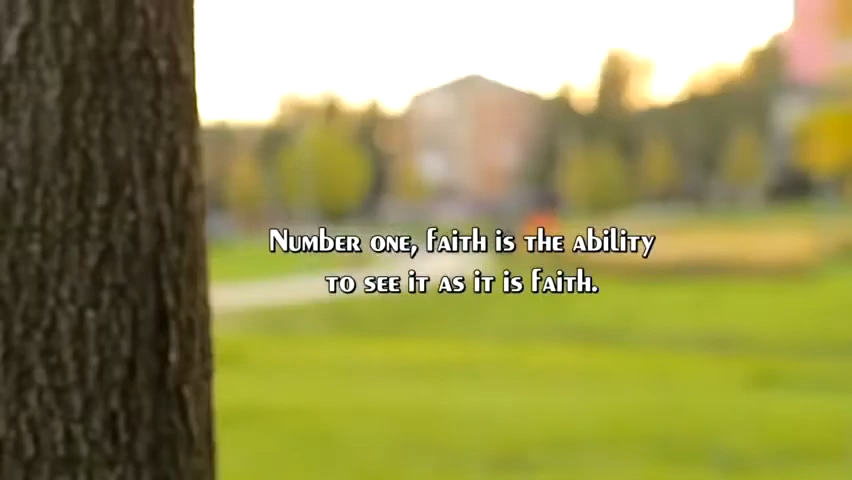 Number one, faith is the ability
to see it as it is faith.